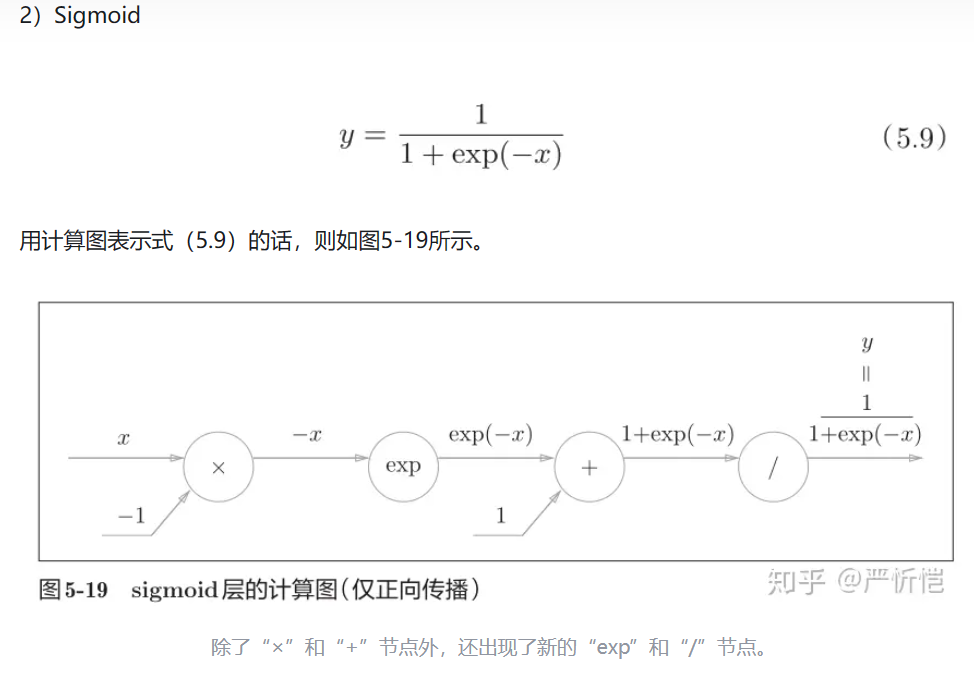 2）Sigmoid
y = 1 / (1 + exp(−x)) （5.9）
用计算图表示式（5.9）的话，则如图5-19所示。
y
=
1
x −x exp(−x) 1+exp(−x) 1+exp(−x)
× exp + /
−1 1
图5-19 sigmoid层的计算图（仅正向传播）
知乎 @严忻恺
除了“×”和“+”节点外，还出现了新的“exp”和“/”节点。